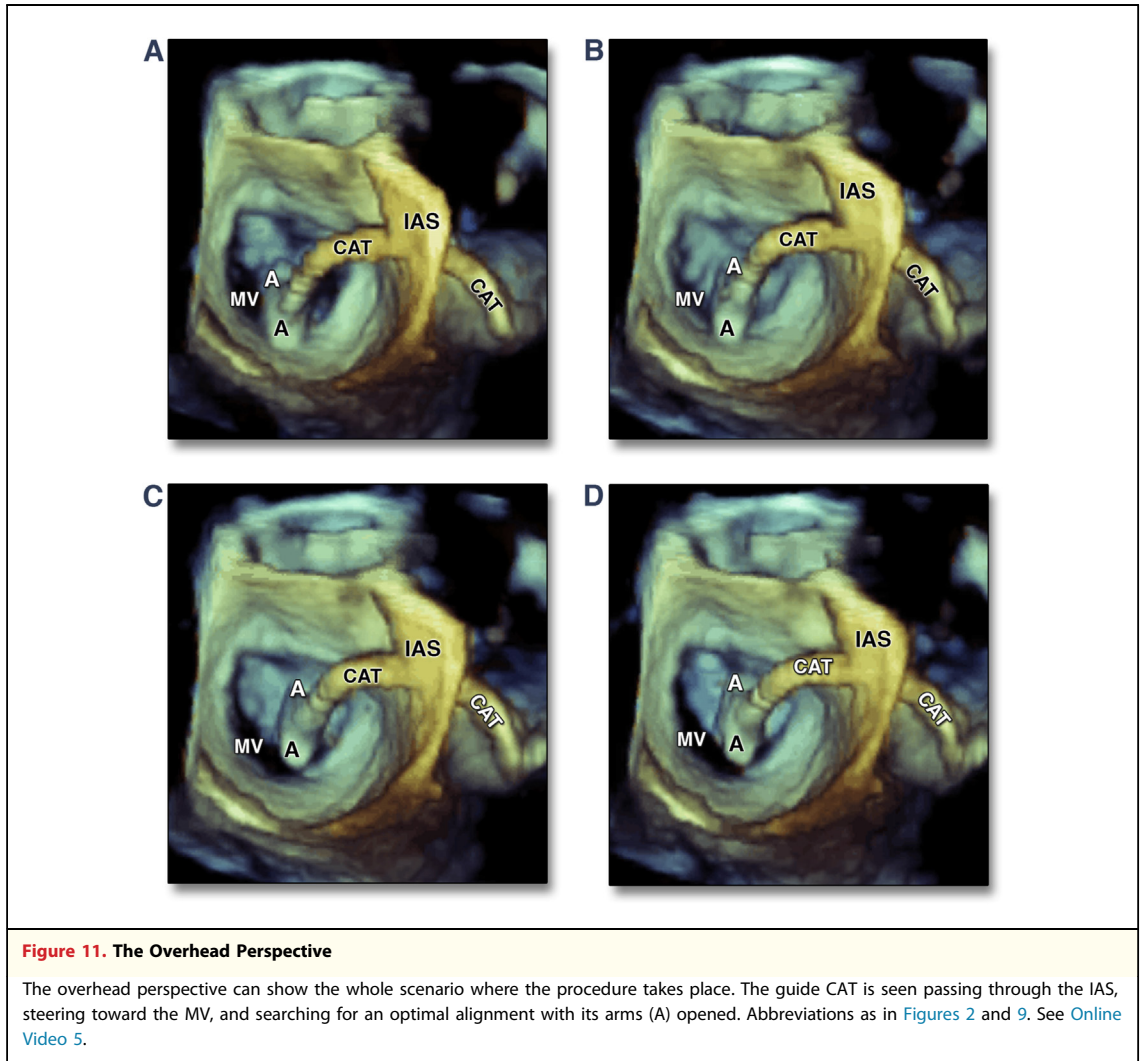 A
B
IAS
CAT
A
MV
A
CAT
IAS
CAT
A
MV
A
CAT
C
D
IAS
CAT
A
MV
A
CAT
IAS
CAT
A
MV
A
CAT
Figure 11. The Overhead Perspective
The overhead perspective can show the whole scenario where the procedure takes place. The guide CAT is seen passing through the IAS,
steering toward the MV, and searching for an optimal alignment with its arms (A) opened. Abbreviations as in Figures 2 and 9. See Online
Video 5.